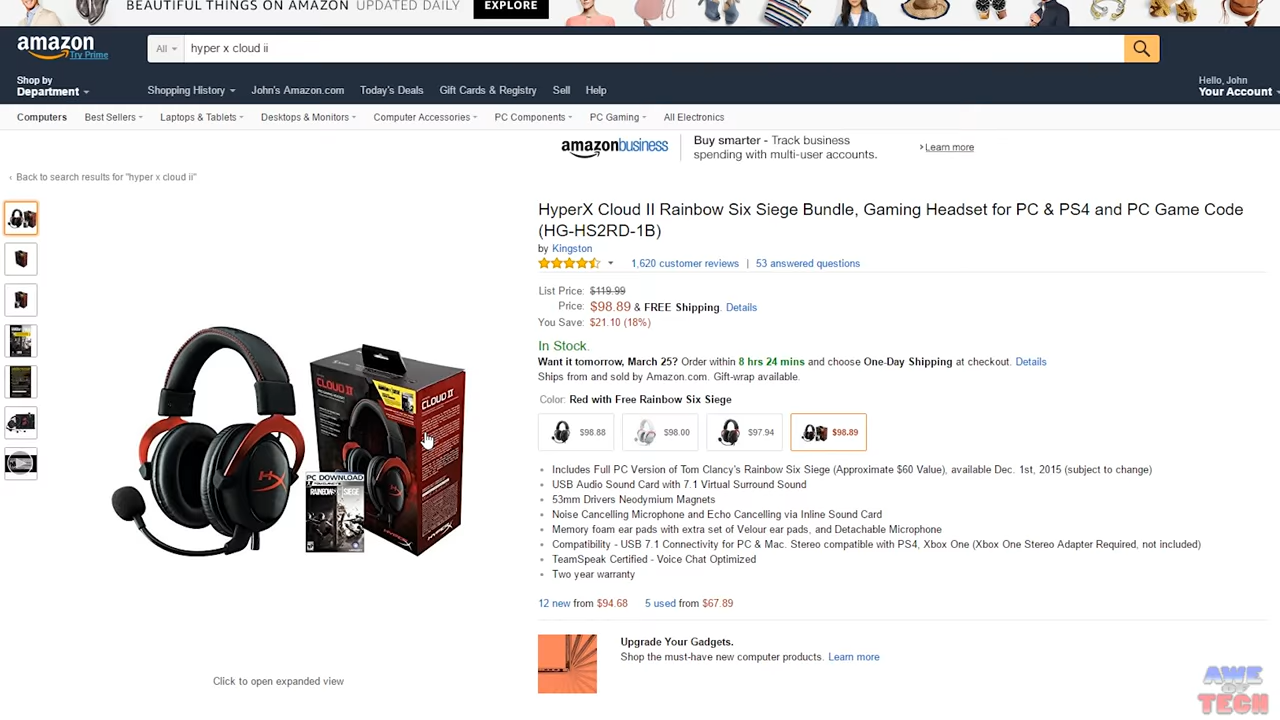 BEAUTIFUL THINGS ON AMAZON UPDATED DAILY EXPLORE
amazon
Try Prime
All
hyper x cloud ii
Shop by
Department
Shopping History
John's Amazon.com
Today's Deals
Gift Cards & Registry
Sell
Help
Hello, John
Your Account
Computers
Best Sellers
Laptops & Tablets
Desktops & Monitors
Computer Accessories
PC Components
PC Gaming
All Electronics
amazonbusiness
Buy smarter - Track business
spending with multi-user accounts.
› Learn more
‹ Back to search results for "hyper x cloud ii"
HyperX Cloud II Rainbow Six Siege Bundle, Gaming Headset for PC & PS4 and PC Game Code
(HG-HS2RD-1B)
by Kingston
1,620 customer reviews | 53 answered questions
List Price: $119.99
Price: $98.89 & FREE Shipping. Details
You Save: $21.10 (18%)
In Stock.
Want it tomorrow, March 25? Order within 8 hrs 24 mins and choose One-Day Shipping at checkout. Details
Ships from and sold by Amazon.com. Gift-wrap available.
Color: Red with Free Rainbow Six Siege
$98.88
$98.00
$97.94
$98.89
Includes Full PC Version of Tom Clancy's Rainbow Six Siege (Approximate $60 Value), available Dec. 1st, 2015 (subject to change)
USB Audio Sound Card with 7.1 Virtual Surround Sound
53mm Drivers Neodymium Magnets
Noise Cancelling Microphone and Echo Cancelling via Inline Sound Card
Memory foam ear pads with extra set of Velour ear pads, and Detachable Microphone
Compatibility - USB 7.1 Connectivity for PC & Mac. Stereo compatible with PS4, Xbox One (Xbox One Stereo Adapter Required, not included)
TeamSpeak Certified - Voice Chat Optimized
Two year warranty
12 new from $94.68
5 used from $67.89
Upgrade Your Gadgets.
Shop the must-have new computer products. Learn more
CLOUD II
CLOUD II
PC DOWNLOAD
RAINBOW SIEGE
HX
HYPERX
Click to open expanded view
AWE
OF
TECH